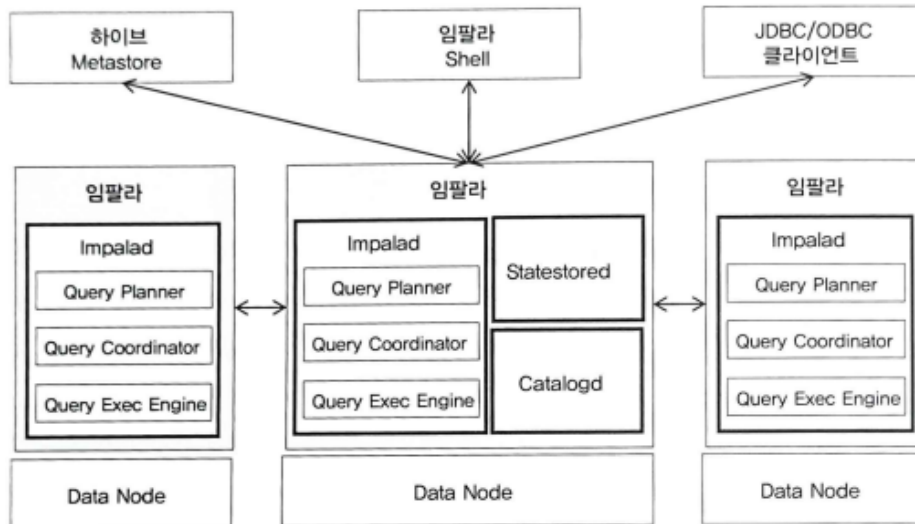 하이브
Metastore
임팔라
Shell
JDBC/ODBC
클라이언트
임팔라
Impalad
Query Planner
Query Coordinator
Query Exec Engine
Data Node
임팔라
Impalad
Query Planner
Query Coordinator
Query Exec Engine
Statestored
Catalogd
Data Node
임팔라
Impalad
Query Planner
Query Coordinator
Query Exec Engine
Data Node